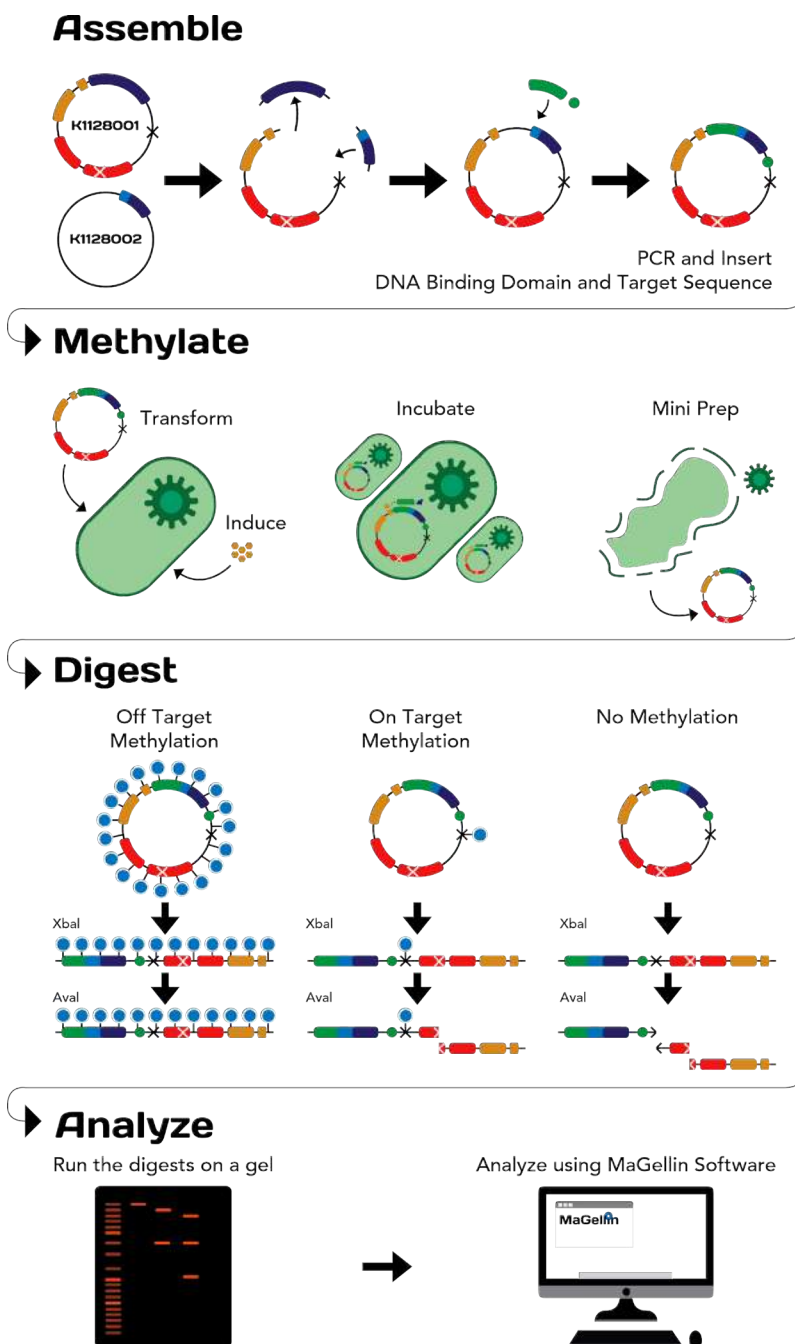 Assemble
K1128001
K1128002
PCR and Insert
DNA Binding Domain and Target Sequence
Methylate
Transform
Induce
Incubate
Mini Prep
Digest
Off Target
Methylation
On Target
Methylation
No Methylation
XbaI
XbaI
XbaI
AvaI
AvaI
AvaI
Analyze
Run the digests on a gel
Analyze using MaGellin Software
MaGellin